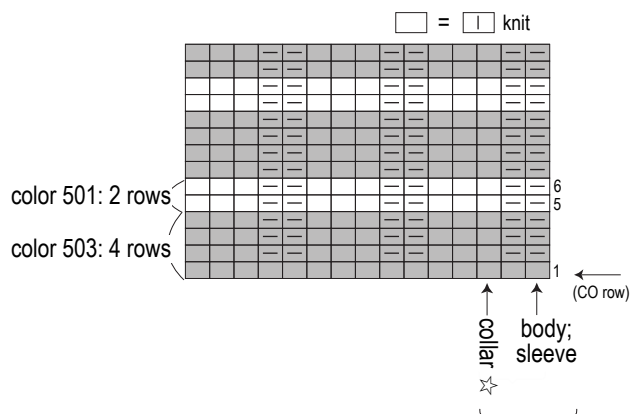 = | knit
color 501: 2 rows
6
5
color 503: 4 rows
1
(CO row)
collar ☆
body;
sleeve